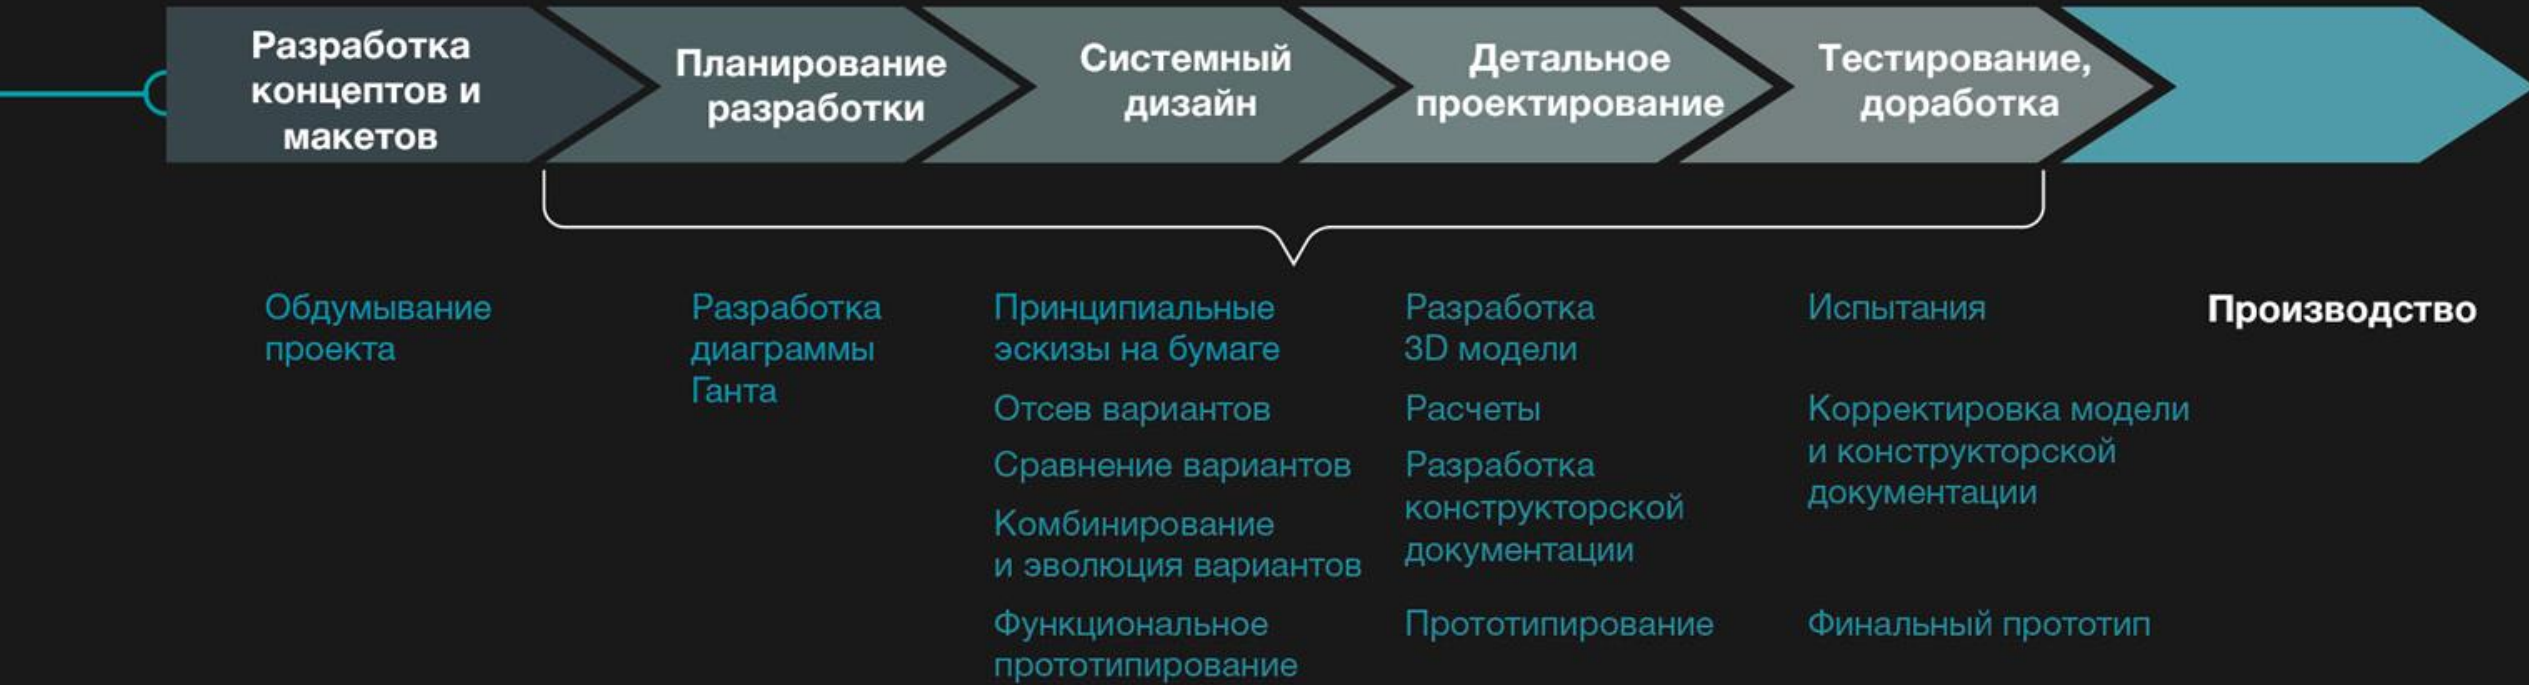 Разработка
концептов и
макетов
Планирование
разработки
Системный
дизайн
Детальное
проектирование
Тестирование,
доработка
Обдумывание
проекта
Разработка
диаграммы
Ганта
Принципиальные
эскизы на бумаге
Отсев вариантов
Сравнение вариантов
Комбинирование
и эволюция вариантов
Функциональное
прототипирование
Разработка
3D модели
Расчеты
Разработка
конструкторской
документации
Прототипирование
Испытания
Корректировка модели
и конструкторской
документации
Финальный прототип
Производство